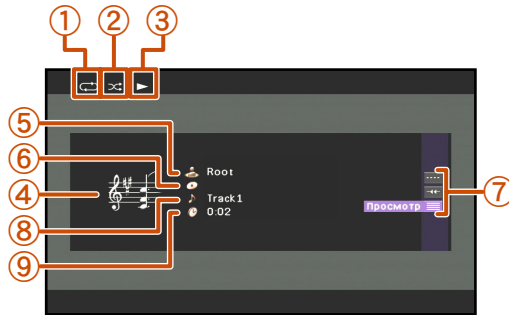 ① ② ③
⑤ Root
⑥
④
Track1
Просмотр ⑦
⑧ 0:02
⑨